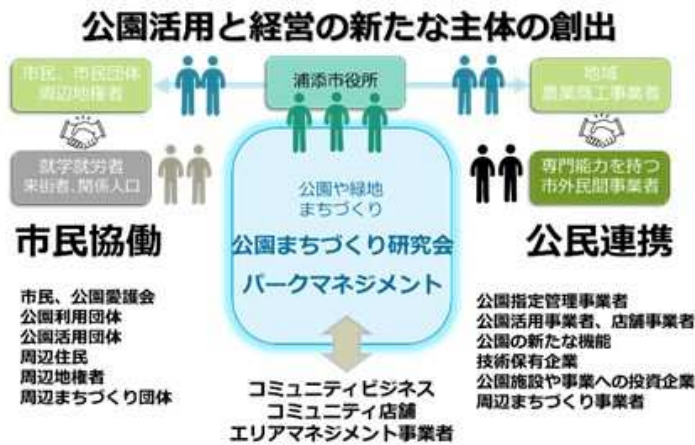 公園活用と経営の新たな主体の創出
市民、市民団体
周辺地権者
浦添市役所
地域
農業商工事業者
就学就労者
来街者、関係人口
公園や緑地
まちづくり
公園まちづくり研究会
パークマネジメント
専門能力を持つ
市外民間事業者
市民協働
公民連携
市民、公園愛護会
公園利用団体
公園活用団体
周辺住民
周辺地権者
周辺まちづくり団体
公園指定管理事業者
公園活用事業者、店舗事業者
公園の新たな機能
技術保有企業
公園施設や事業への投資企業
周辺まちづくり事業者
コミュニティビジネス
コミュニティ店舗
エリアマネジメント事業者